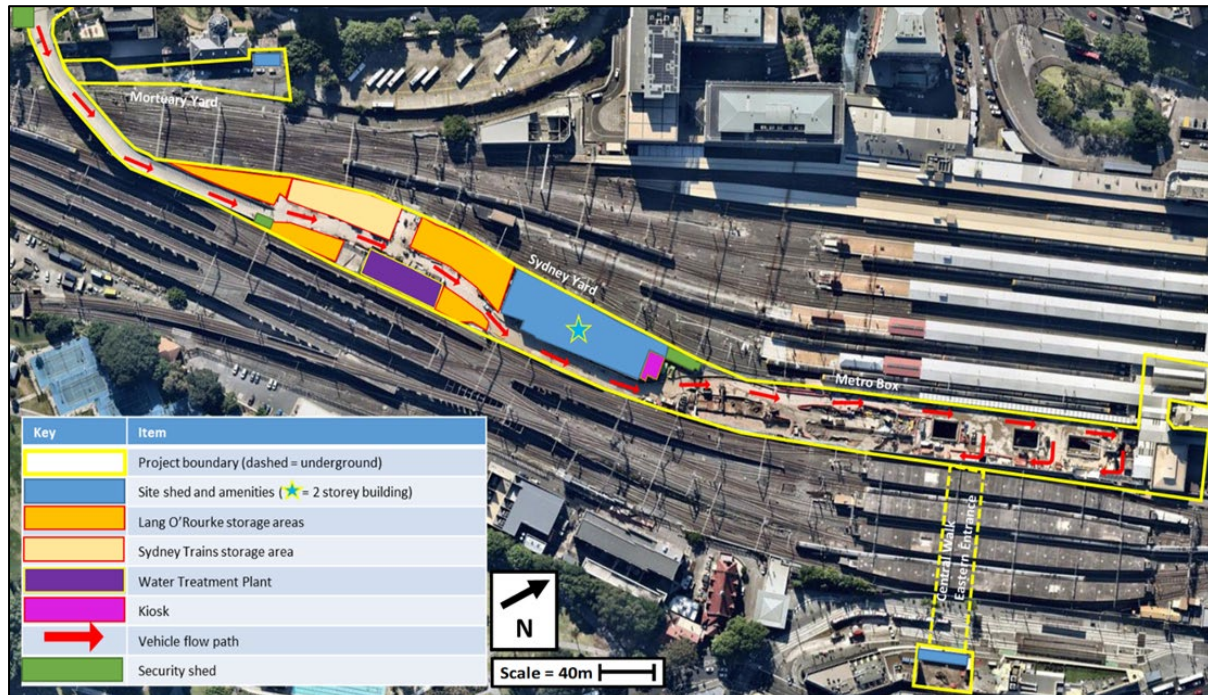 Mortuary Yard
Sydney Yard
Metro Box
Central Walk
Eastern Entrance
Key Item
Project boundary (dashed = underground)
Site shed and amenities ( = 2 storey building)
Lang O’Rourke storage areas
Sydney Trains storage area
Water Treatment Plant
Kiosk
Vehicle flow path
Security shed
N
Scale = 40m